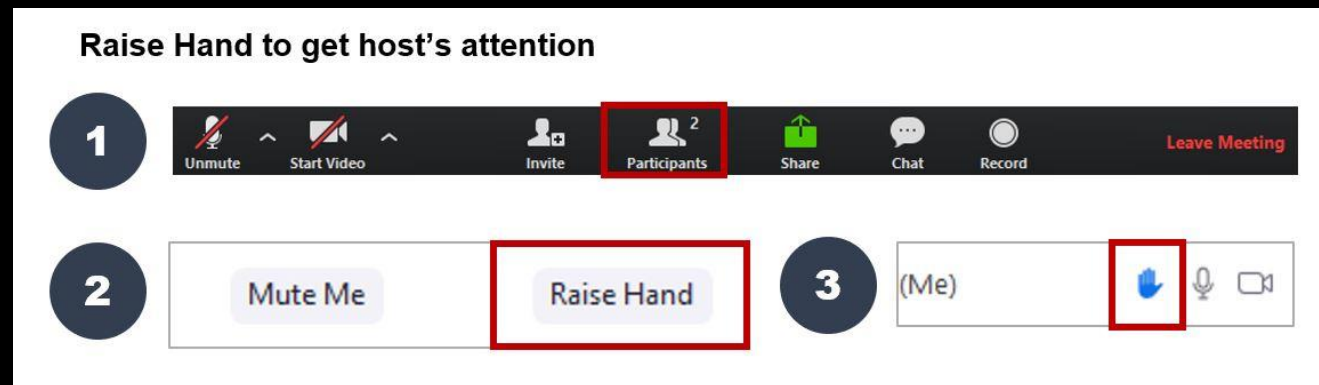 Raise Hand to get host’s attention
1
2
Unmute Start Video Invite Participants Share Chat Record Leave Meeting
2 Mute Me Raise Hand
3 (Me)